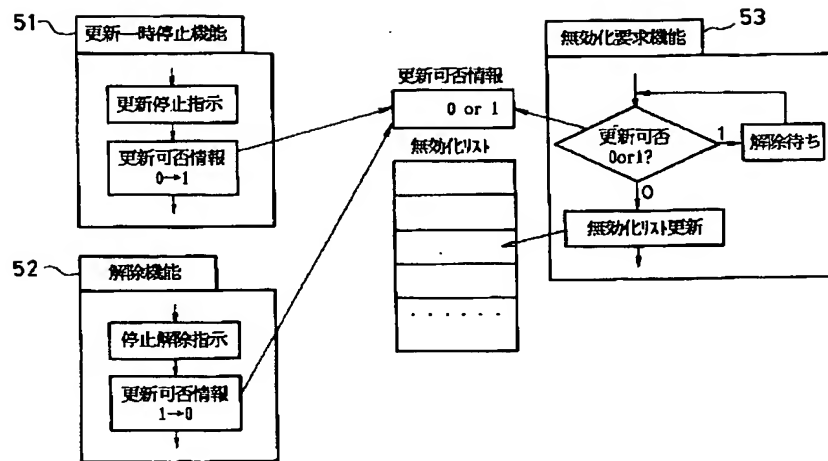 51
更新一時停止機能
更新停止指示
更新可否情報
0→1
52
解除機能
停止解除指示
更新可否情報
1→0
更新可否情報
0 or 1
無効化リスト
・・・・・・
53
無効化要求機能
更新可否
0or1?
1
解除待ち
0
無効化リスト更新